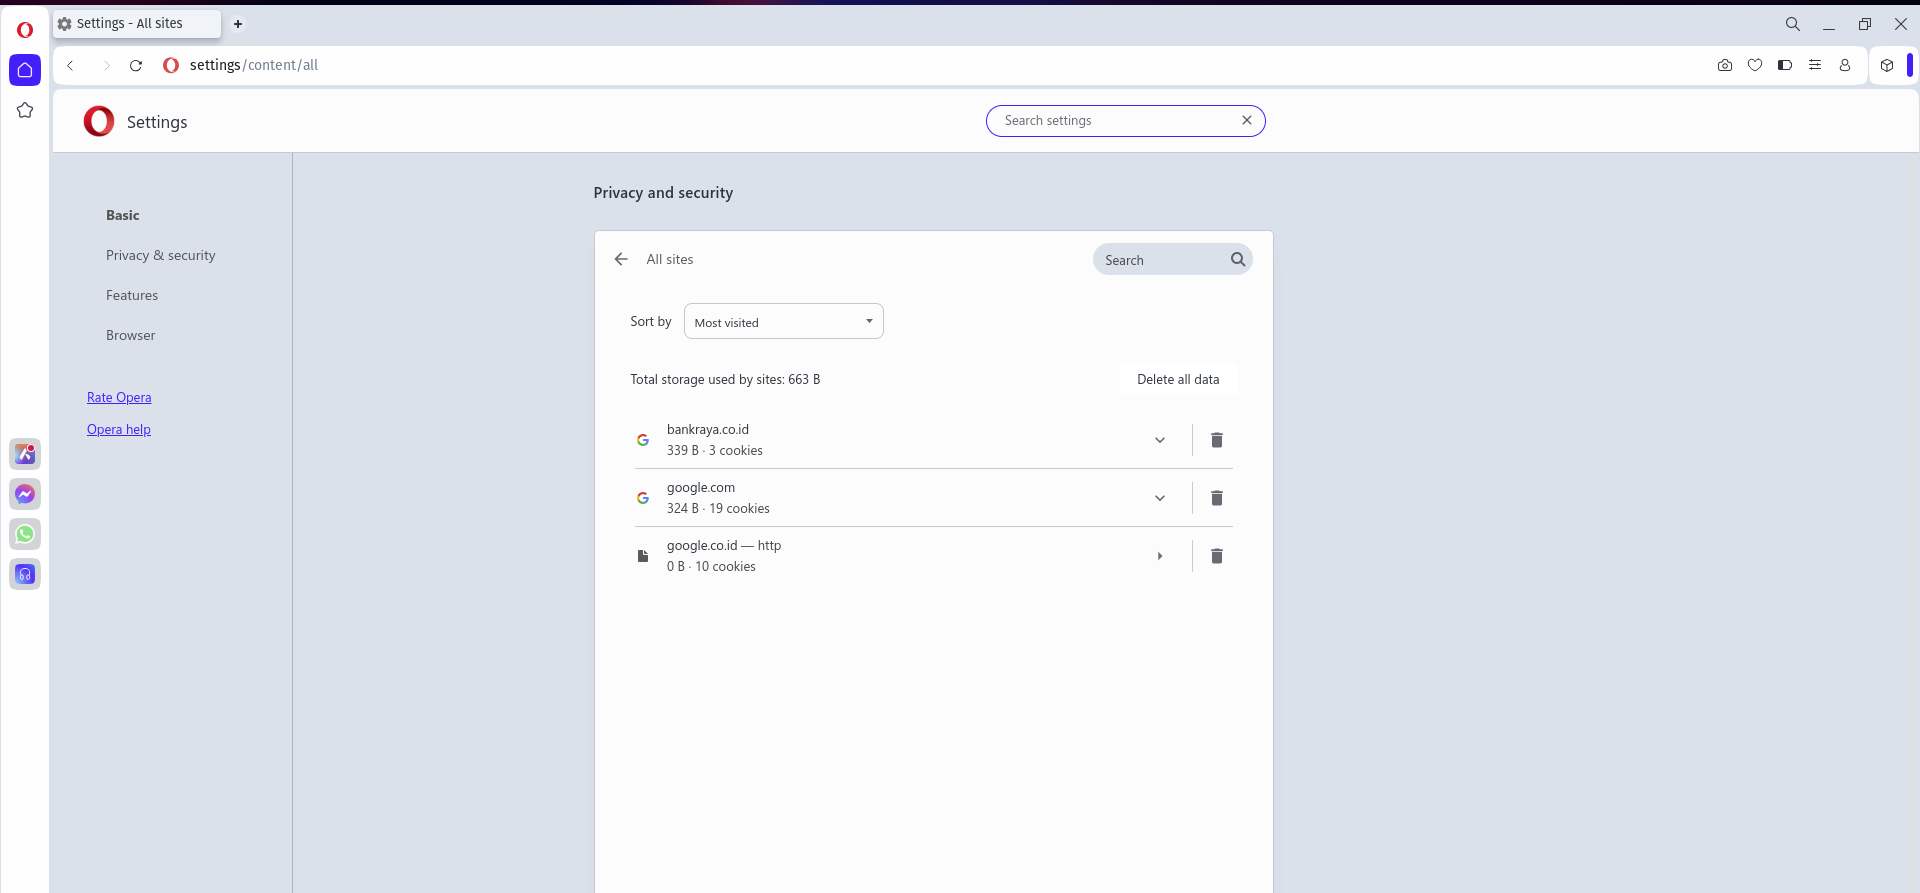 Settings - All sites
settings/content/all
Settings
Search settings
Basic
Privacy & security
Features
Browser
Rate Opera
Opera help
Privacy and security
All sites
Search
Sort by
Most visited
Total storage used by sites: 663 B
Delete all data
bankraya.co.id
339 B · 3 cookies
google.com
324 B · 19 cookies
google.co.id — http
0 B · 10 cookies